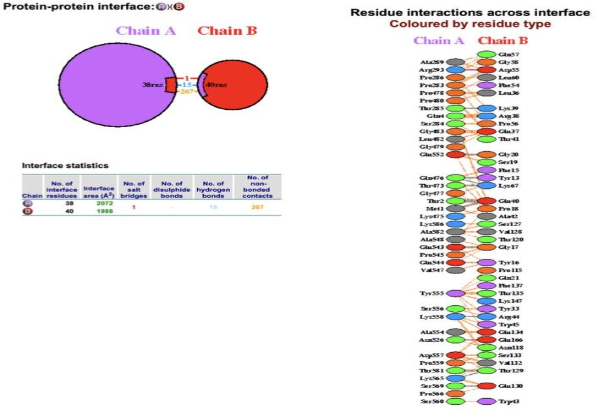 Protein-protein interface: A X B
Chain A Chain B
38res
1
15
267
40res
Interface statistics
Chain
No. of interface residues
Interface area (Å²)
No. of salt bridges
No. of disulphide bonds
No. of hydrogen bonds
No. of non-bonded contacts
A 38 2072
B 40 1988
1 - 15 267
Residue interactions across interface
Coloured by residue type
Chain A Chain B
Gln57
Ala289 Gly58
Arg293 Asp55
Pro286 Leu60
Pro283 Phe54
Pro478 Leu36
Pro480
Thr285 Lys39
Gln4 Arg38
Ser284 Pro56
Gly483 Glu37
Leu482 Thr41
Gly479
Glu552 Gly20
Ser19
Phe15
Gln476 Tyr13
Thr473 Lys67
Gly477
Thr2 Glu40
Met1 Pro18
Lys475 Ala42
Lys586 Ser127
Ala582 Val128
Ala548 Thr120
Glu543 Gly17
Pro545
Glu544 Tyr16
Val547 Pro115
Gln21
Phe137
Tyr555 Thr135
Lys147
Ser556 Tyr33
Lys558 Arg44
Trp45
Ala554 Glu134
Asn526 Glu166
Asn118
Asp557 Ser133
Pro559 Val132
Thr581 Thr129
Lys565
Ser569 Glu130
Pro566
Ser560 Trp43